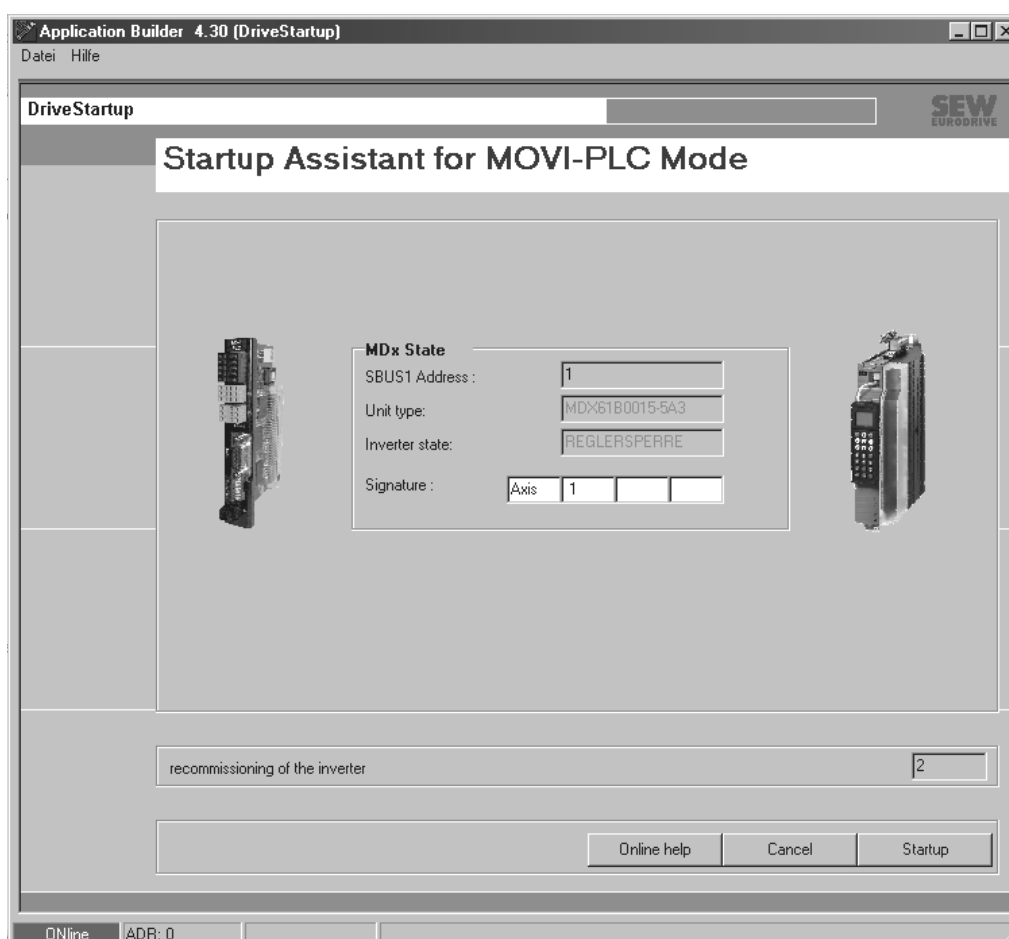 Application Builder 4.30 (DriveStartup)
Datei Hilfe
DriveStartup
SEW
EURODRIVE
Startup Assistant for MOVI-PLC Mode
MDx State
SBUS1 Address : 1
Unit type: MDX61B0015-5A3
Inverter state: REGLERSPERRE
Signature : Axis 1
recommissioning of the inverter 2
Online help Cancel Startup
ONline ADR: 0